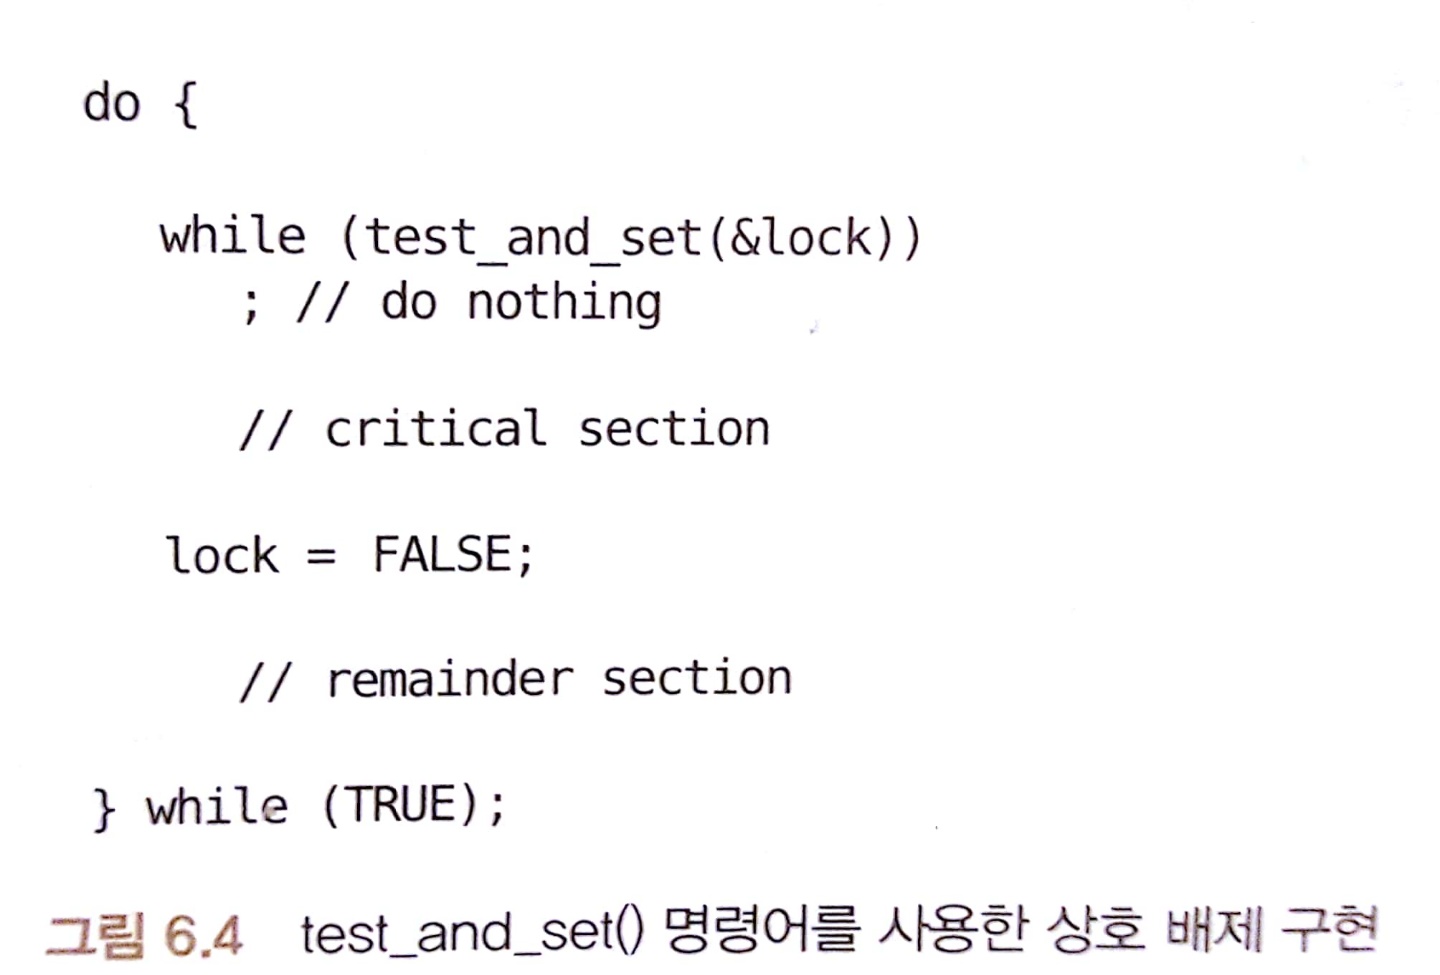 do {
while (test_and_set(&lock))
; // do nothing
// critical section
lock = FALSE;
// remainder section
} while (TRUE);
그림 6.4 test_and_set() 명령어를 사용한 상호 배제 구현